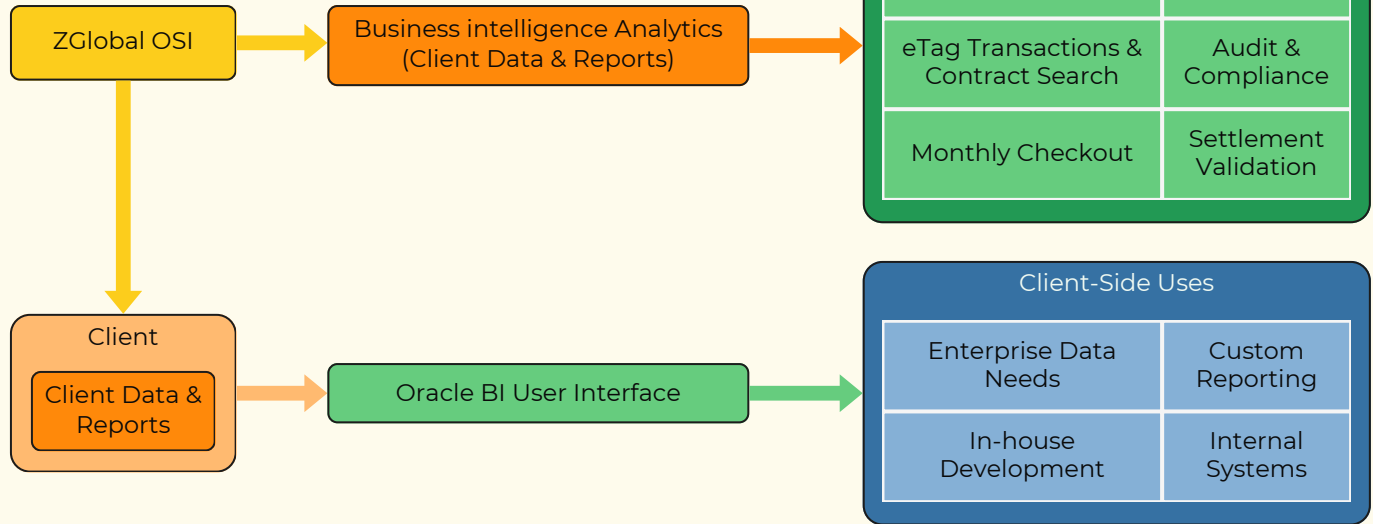 ZGlobal OSI
Business intelligence Analytics
(Client Data & Reports)
eTag Transactions &
Contract Search
Audit &
Compliance
Monthly Checkout
Settlement
Validation
Client
Client Data &
Reports
Oracle BI User Interface
Client-Side Uses
Enterprise Data
Needs
Custom
Reporting
In-house
Development
Internal
Systems